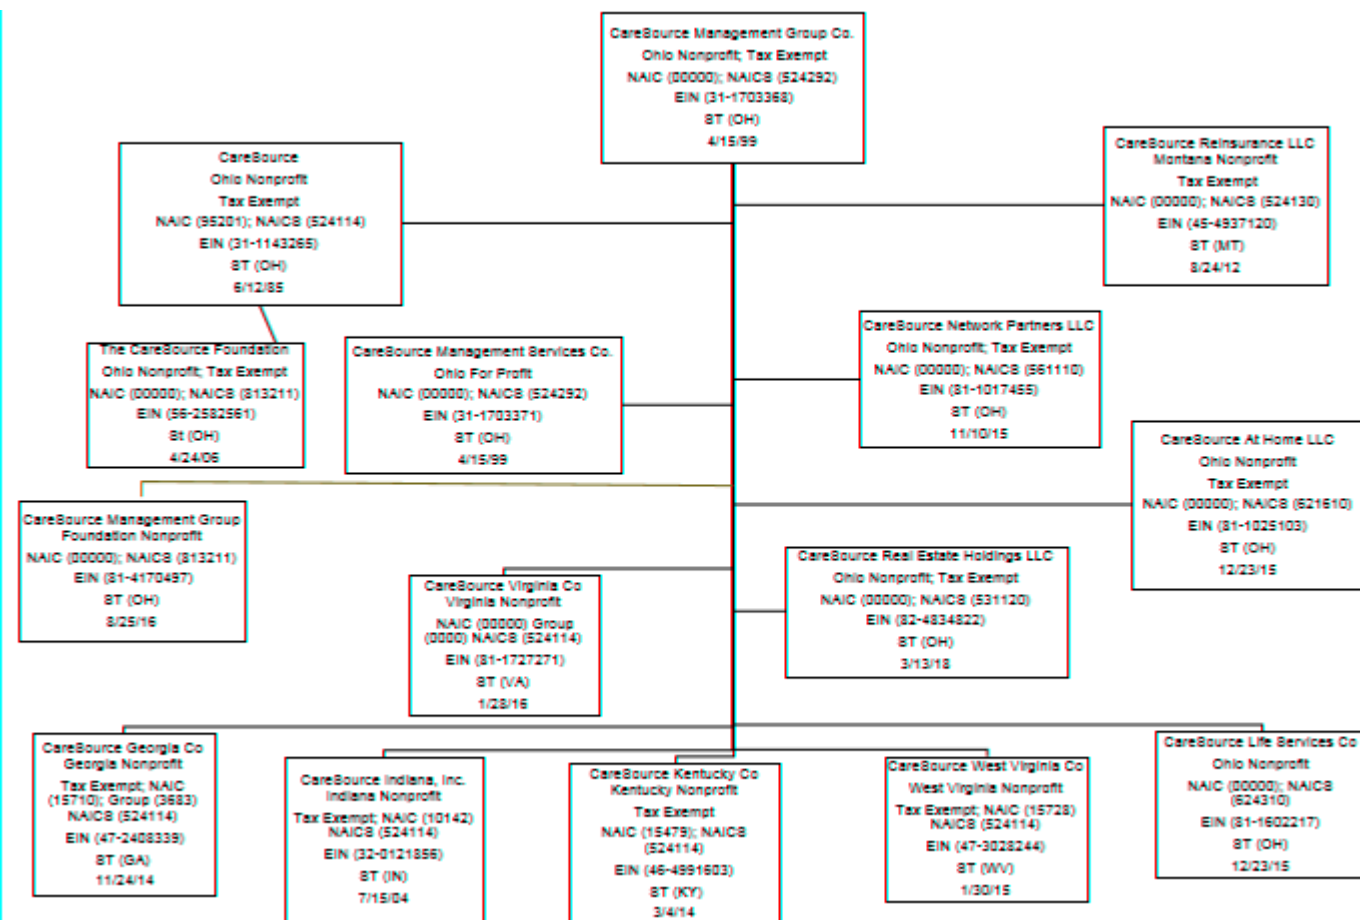 CareSource Management Group Co.
Ohio Nonprofit; Tax Exempt
NAIC (00000); NAICS (524292)
EIN (31-1703368)
ST (OH)
4/15/99
CareSource
Ohio Nonprofit
Tax Exempt
NAIC (95201); NAICS (524114)
EIN (31-1143265)
ST (OH)
6/12/85
CareSource Reinsurance LLC
Montana Nonprofit
Tax Exempt
NAIC (00000); NAICS (524130)
EIN (45-4937120)
ST (MT)
8/24/12
The CareSource Foundation
Ohio Nonprofit; Tax Exempt
NAIC (00000); NAICS (813211)
EIN (56-2582561)
St (OH)
4/24/06
CareSource Management Services Co.
Ohio For Profit
NAIC (00000); NAICS (524292)
EIN (31-1703371)
ST (OH)
4/15/99
CareSource Network Partners LLC
Ohio Nonprofit; Tax Exempt
NAIC (00000); NAICS (561110)
EIN (81-1017455)
ST (OH)
11/10/15
CareSource At Home LLC
Ohio Nonprofit
Tax Exempt
NAIC (00000); NAICS (621610)
EIN (81-1025103)
ST (OH)
12/23/15
CareSource Management Group
Foundation Nonprofit
NAIC (00000); NAICS (813211)
EIN (81-4170497)
ST (OH)
8/25/16
CareSource Virginia Co
Virginia Nonprofit
NAIC (00000) Group
(0000) NAICS (524114)
EIN (81-1727271)
ST (VA)
1/28/16
CareSource Real Estate Holdings LLC
Ohio Nonprofit; Tax Exempt
NAIC (00000); NAICS (531120)
EIN (82-4834822)
ST (OH)
3/13/18
CareSource Georgia Co
Georgia Nonprofit
Tax Exempt; NAIC
(15710); Group (3683)
NAICS (524114)
EIN (47-2408339)
ST (GA)
11/24/14
CareSource Indiana, Inc.
Indiana Nonprofit
Tax Exempt; NAIC (10142)
NAICS (524114)
EIN (32-0121856)
ST (IN)
7/15/04
CareSource Kentucky Co
Kentucky Nonprofit
Tax Exempt
NAIC (15479); NAICS
(524114)
EIN (46-4991603)
ST (KY)
3/4/14
CareSource West Virginia Co
West Virginia Nonprofit
Tax Exempt; NAIC (15728)
NAICS (524114)
EIN (47-3028244)
ST (WV)
1/30/15
CareSource Life Services Co
Ohio Nonprofit
NAIC (00000); NAICS
(624310)
EIN (81-1602217)
ST (OH)
12/23/15